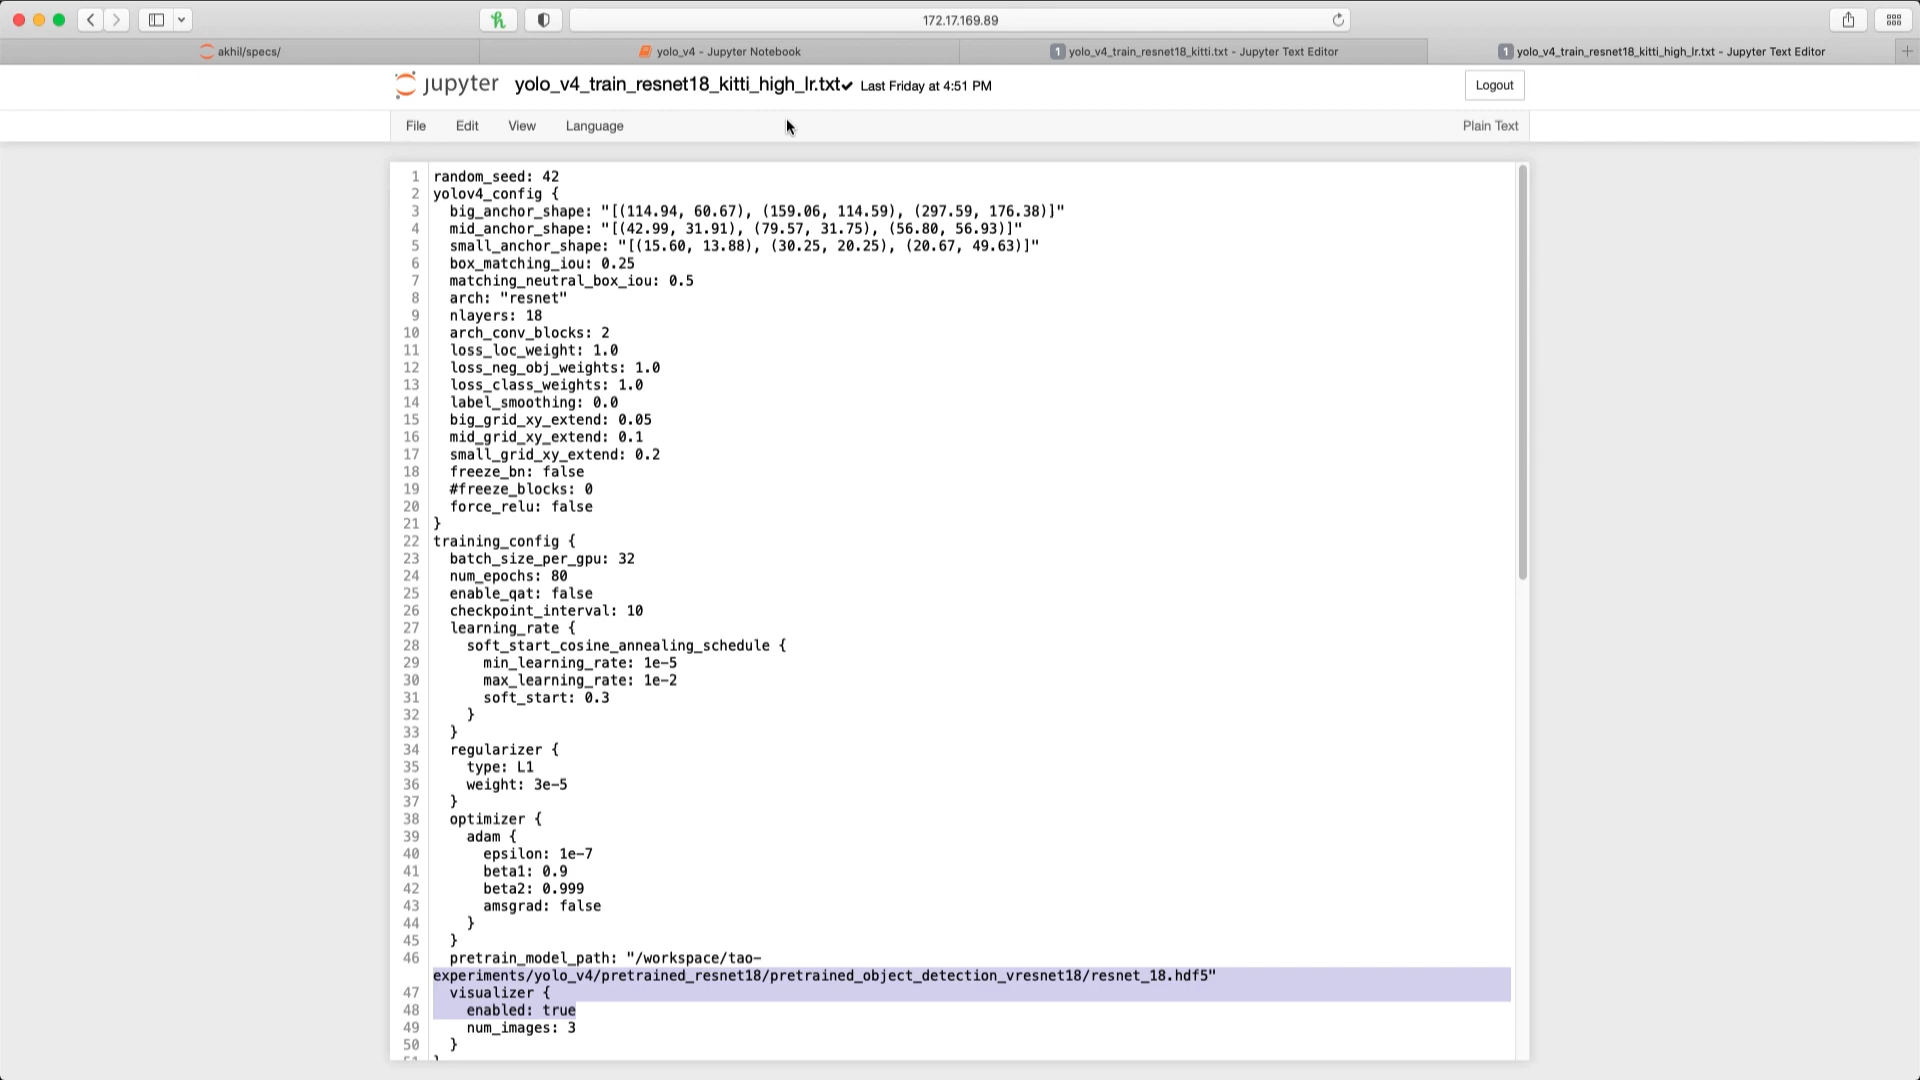 172.17.169.89
akhil/specs/
yolo_v4 - Jupyter Notebook
1 yolo_v4_train_resnet18_kitti.txt - Jupyter Text Editor
1 yolo_v4_train_resnet18_kitti_high_lr.txt - Jupyter Text Editor
jupyter yolo_v4_train_resnet18_kitti_high_lr.txt✔ Last Friday at 4:51 PM
Logout
File Edit View Language
Plain Text
1 random_seed: 42
2 yolov4_config {
3 big_anchor_shape: "[(114.94, 60.67), (159.06, 114.59), (297.59, 176.38)]"
4 mid_anchor_shape: "[(42.99, 31.91), (79.57, 31.75), (56.80, 56.93)]"
5 small_anchor_shape: "[(15.60, 13.88), (30.25, 20.25), (20.67, 49.63)]"
6 box_matching_iou: 0.25
7 matching_neutral_box_iou: 0.5
8 arch: "resnet"
9 nlayers: 18
10 arch_conv_blocks: 2
11 loss_loc_weight: 1.0
12 loss_neg_obj_weights: 1.0
13 loss_class_weights: 1.0
14 label_smoothing: 0.0
15 big_grid_xy_extend: 0.05
16 mid_grid_xy_extend: 0.1
17 small_grid_xy_extend: 0.2
18 freeze_bn: false
19 #freeze_blocks: 0
20 force_relu: false
21 }
22 training_config {
23 batch_size_per_gpu: 32
24 num_epochs: 80
25 enable_qat: false
26 checkpoint_interval: 10
27 learning_rate {
28 soft_start_cosine_annealing_schedule {
29 min_learning_rate: 1e-5
30 max_learning_rate: 1e-2
31 soft_start: 0.3
32 }
33 }
34 regularizer {
35 type: L1
36 weight: 3e-5
37 }
38 optimizer {
39 adam {
40 epsilon: 1e-7
41 beta1: 0.9
42 beta2: 0.999
43 amsgrad: false
44 }
45 }
46 pretrain_model_path: "/workspace/tao-
experiments/yolo_v4/pretrained_resnet18/pretrained_object_detection_vresnet18/resnet_18.hdf5"
47 visualizer {
48 enabled: true
49 num_images: 3
50 }